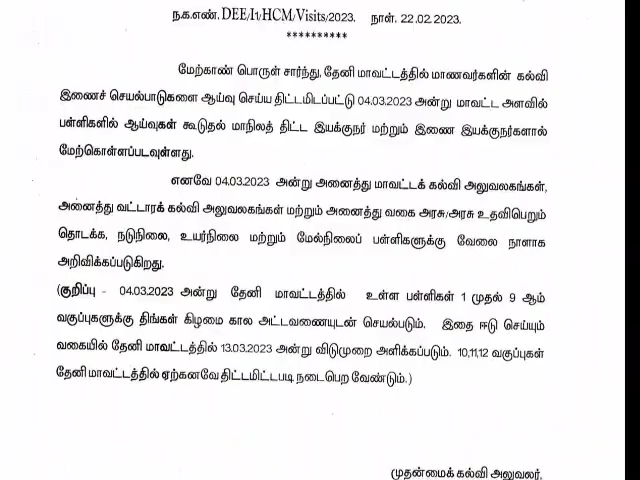 ந.க.எண். DEE/I1/HCM/Visits/2023. நாள். 22.02.2023.
**********
மேற்காண் பொருள் சார்ந்து, தேனி மாவட்டத்தில் மாணவர்களின் கல்வி
இணைச் செயல்பாடுகளை ஆய்வு செய்ய திட்டமிடப்பட்டு 04.03.2023 அன்று மாவட்ட அளவில்
பள்ளிகளில் ஆய்வுகள் கூடுதல் மாநிலத் திட்ட இயக்குநர் மற்றும் இணை இயக்குநர்களால்
மேற்கொள்ளப்படவுள்ளது.
எனவே 04.03.2023 அன்று அனைத்து மாவட்டக் கல்வி அலுவலகங்கள்,
அனைத்து வட்டாரக் கல்வி அலுவலகங்கள் மற்றும் அனைத்து வகை அரசு/அரசு உதவிபெறும்
தொடக்க, நடுநிலை, உயர்நிலை மற்றும் மேல்நிலைப் பள்ளிகளுக்கு வேலை நாளாக
அறிவிக்கப்படுகிறது.
(குறிப்பு - 04.03.2023 அன்று தேனி மாவட்டத்தில் உள்ள பள்ளிகள் 1 முதல் 9 ஆம்
வகுப்புகளுக்கு திங்கள் கிழமை கால அட்டவணையுடன் செயல்படும். இதை ஈடு செய்யும்
வகையில் தேனி மாவட்டத்தில் 13.03.2023 அன்று விடுமுறை அளிக்கப்படும். 10,11,12 வகுப்புகள்
தேனி மாவட்டத்தில் ஏற்கனவே திட்டமிட்டபடி நடைபெற வேண்டும்.)
முதன்மைக் கல்வி அலுவலர்,